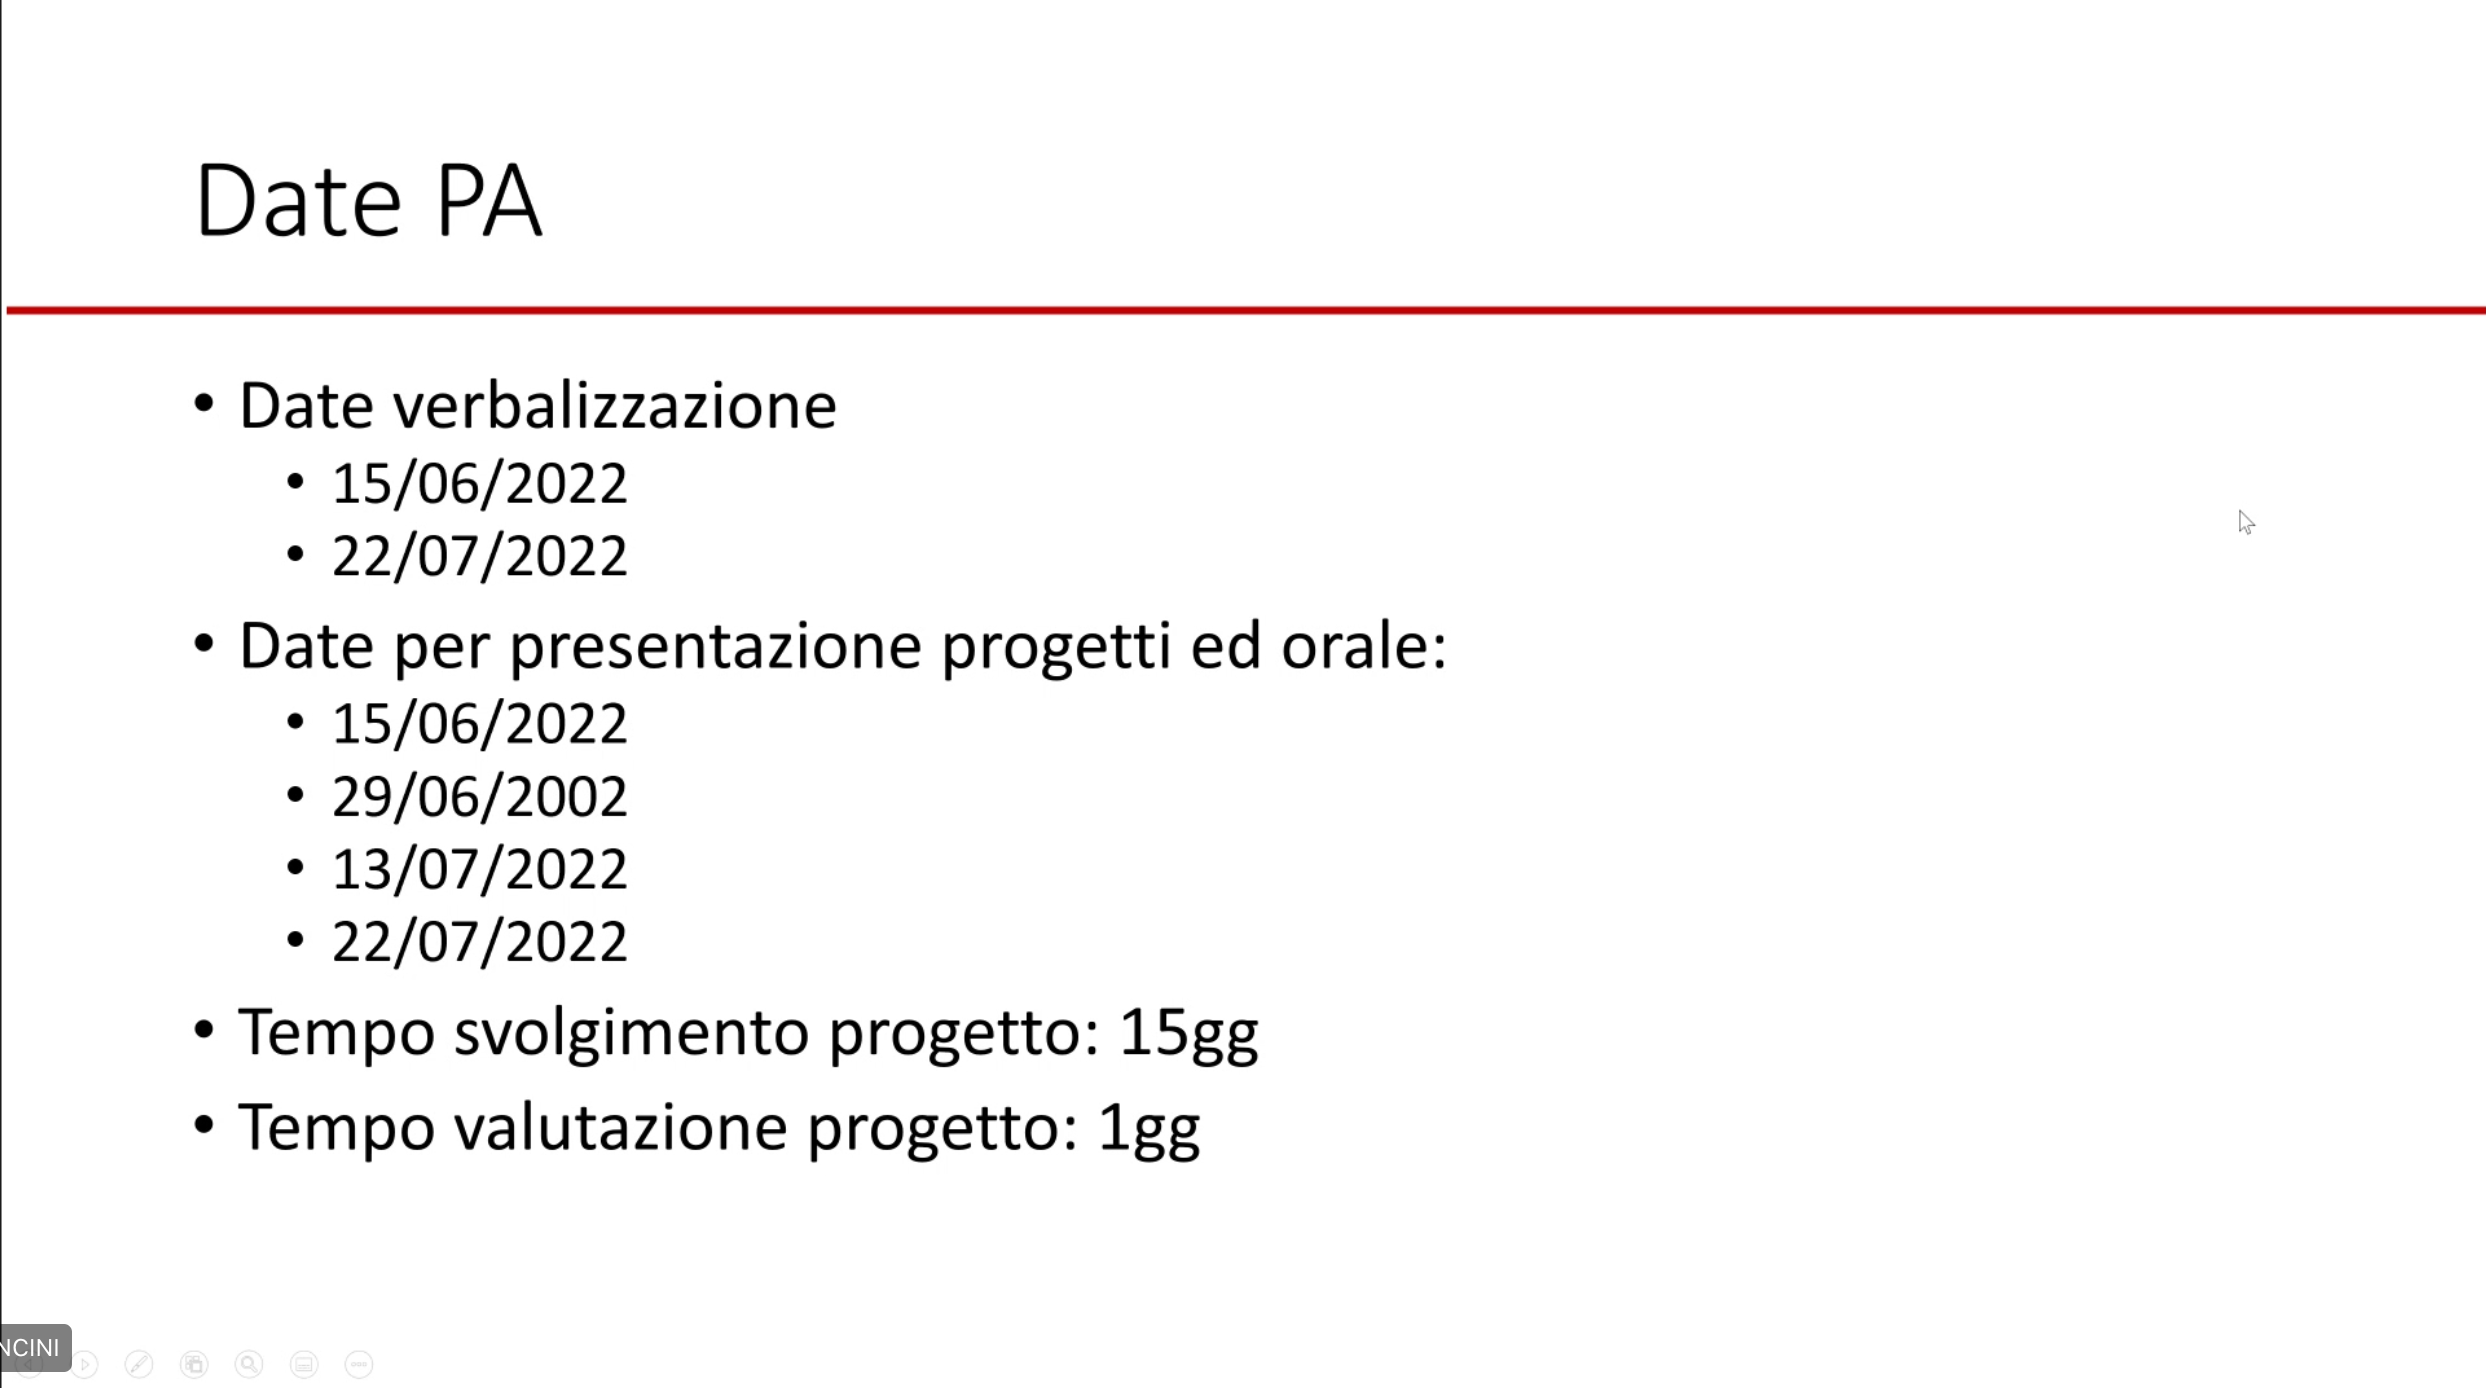 Date PA
• Date verbalizzazione
• 15/06/2022
• 22/07/2022
• Date per presentazione progetti ed orale:
• 15/06/2022
• 29/06/2002
• 13/07/2022
• 22/07/2022
• Tempo svolgimento progetto: 15gg
• Tempo valutazione progetto: 1gg
NCINI